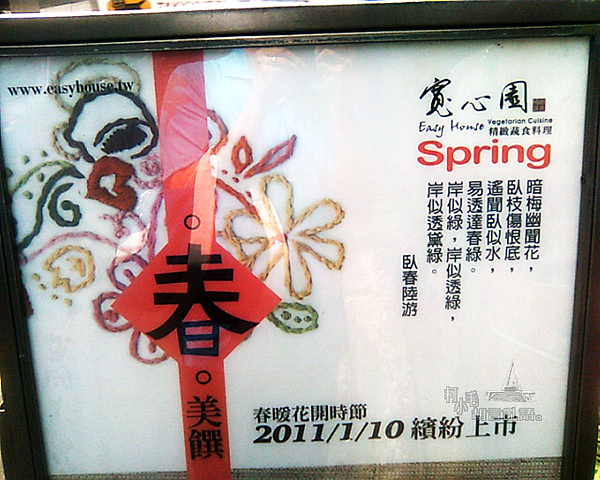 www.easyhouse.tw
寬心園
Easy House
Vegetarian Cuisine
精緻蔬食料理
Spring
暗梅幽聞花，
臥枝傷恨底，
遙聞臥似水，
易透達春綠。
岸似綠，岸似透綠，
岸似透黛綠。
臥春陸游
春
美饌
春暖花開時節
2011/1/10 繽紛上市